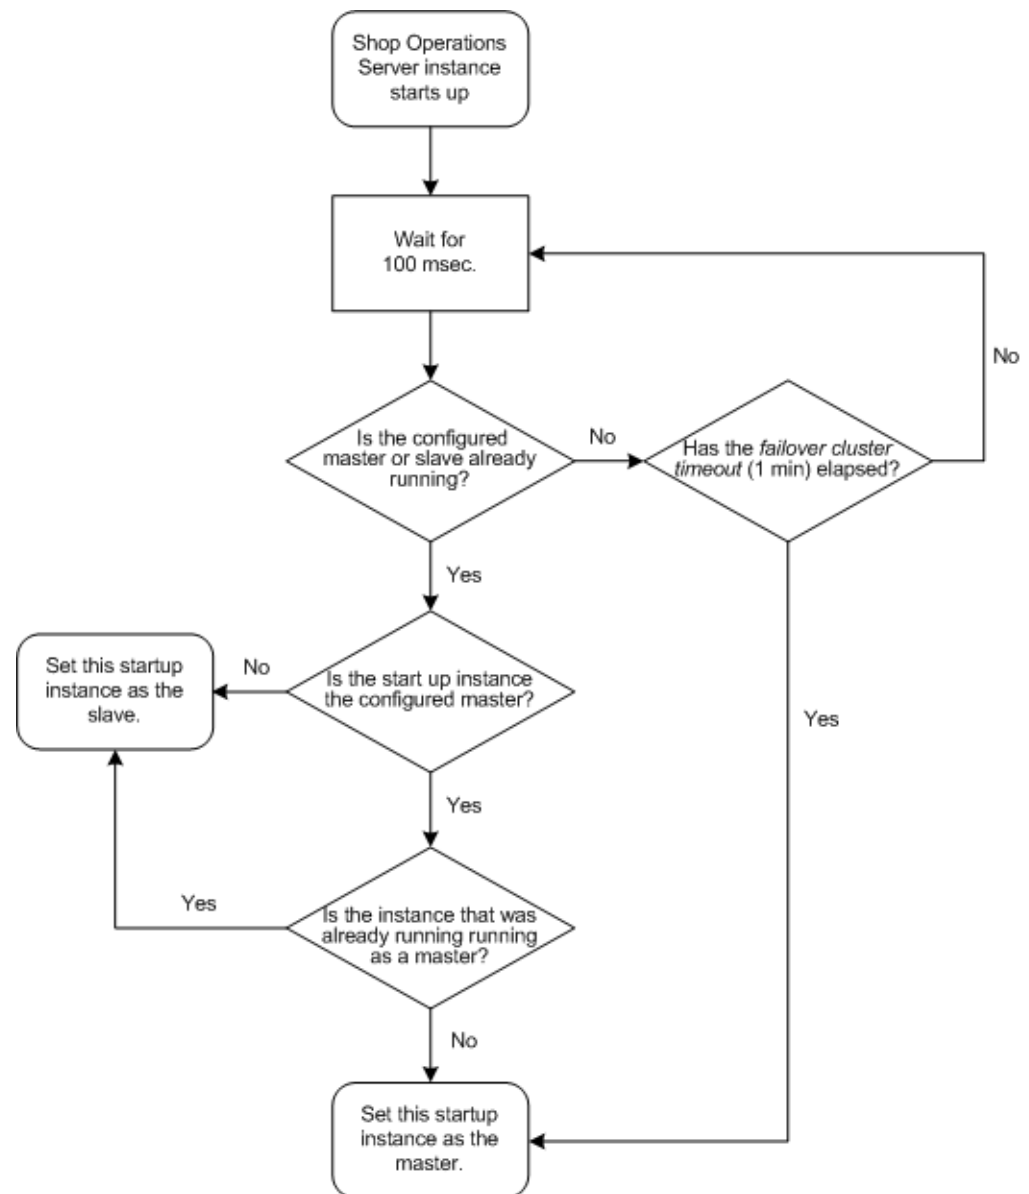 Shop Operations
Server instance
starts up
Wait for
100 msec.
No
Is the configured
master or slave already
running?
No
Has the failover cluster
timeout (1 min) elapsed?
Yes
Set this startup
instance as the
slave.
No
Is the start up instance
the configured master?
Yes
Yes
Yes
Is the instance that was
already running running
as a master?
No
Set this startup
instance as the
master.